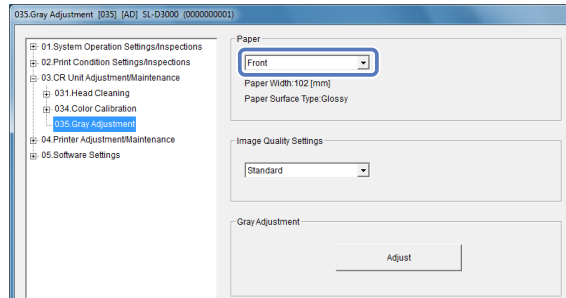 035.Gray Adjustment [035] [AD] SL-D3000 (0000000001)
01.System Operation Settings/Inspections
02.Print Condition Settings/Inspections
03.CR Unit Adjustment/Maintenance
031.Head Cleaning
034.Color Calibration
035.Gray Adjustment
04.Printer Adjustment/Maintenance
05.Software Settings
Paper
Front
Paper Width:102 [mm]
Paper Surface Type:Glossy
Image Quality Settings
Standard
Gray Adjustment
Adjust